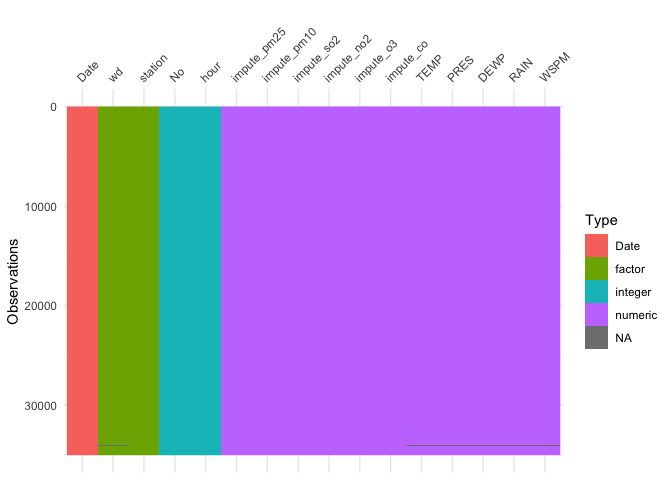 Date
wd
station
No
hour
impute_pm25
impute_pm10
impute_so2
impute_no2
impute_o3
impute_co
TEMP
PRES
DEWP
RAIN
WSPM
0
10000
20000
30000
Observations
Type
Date
factor
integer
numeric
NA